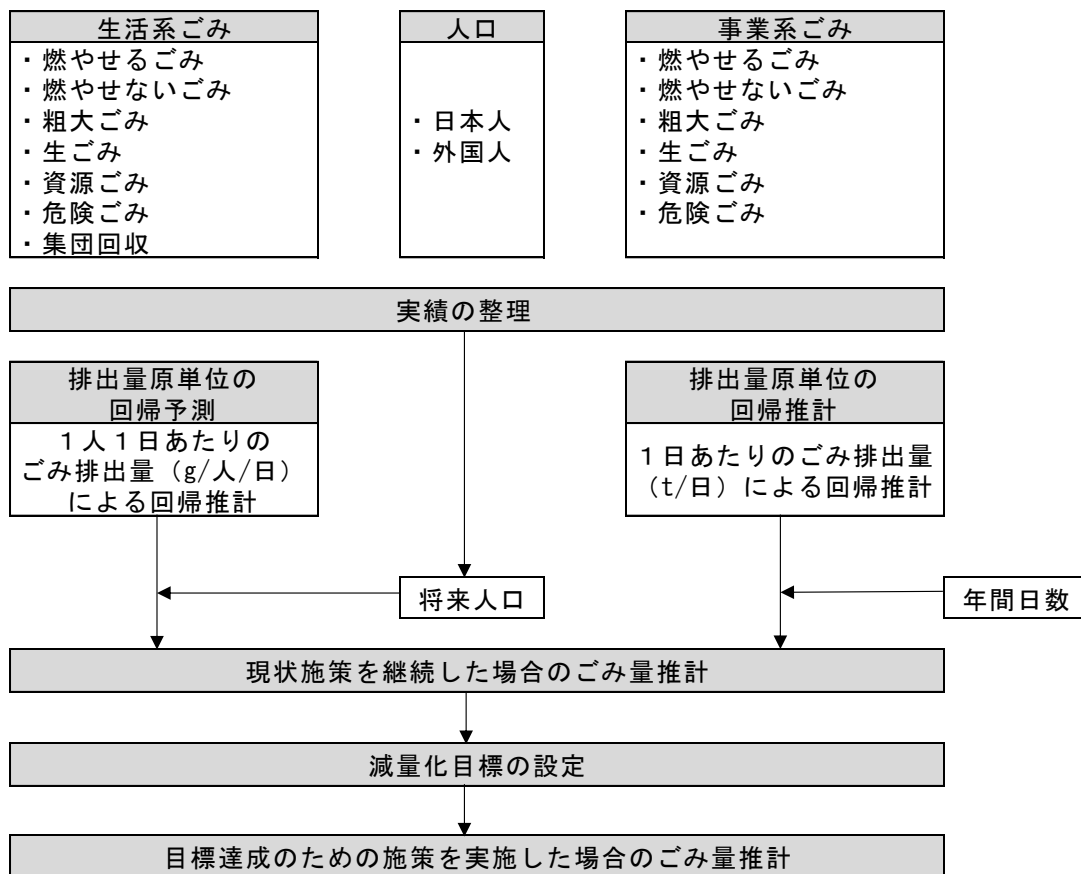 生活系ごみ
・燃やせるごみ
・燃やせないごみ
・粗大ごみ
・生ごみ
・資源ごみ
・危険ごみ
・集団回収
人口
・日本人
・外国人
事業系ごみ
・燃やせるごみ
・燃やせないごみ
・粗大ごみ
・生ごみ
・資源ごみ
・危険ごみ
実績の整理
排出量原単位の
回帰予測
１人１日あたりの
ごみ排出量（g/人/日）
による回帰推計
排出量原単位の
回帰推計
１日あたりのごみ排出量
（t/日）による回帰推計
将来人口
年間日数
現状施策を継続した場合のごみ量推計
減量化目標の設定
目標達成のための施策を実施した場合のごみ量推計